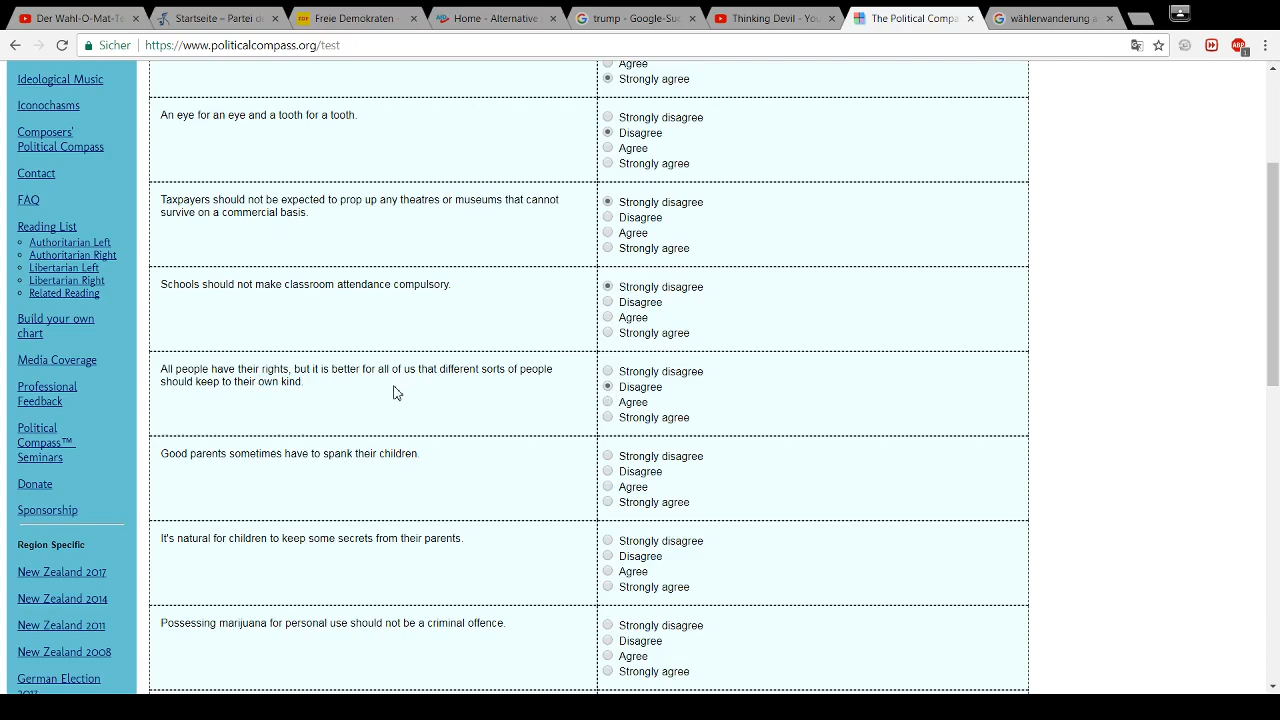 Der Wahl-O-Mat-Te
Startseite – Partei de
FDP
Freie Demokraten -
Home - Alternative
trump - Google-Suc
Thinking Devil - You
The Political Compa
wählerwanderung a
Sicher
https://www.politicalcompass.org/test
ABP
1
Ideological Music
Iconochasms
Composers'
Political Compass
Contact
FAQ
Reading List
Authoritarian Left
Authoritarian Right
Libertarian Left
Libertarian Right
Related Reading
Build your own
chart
Media Coverage
Professional
Feedback
Political
Compass™
Seminars
Donate
Sponsorship
Region Specific
New Zealand 2017
New Zealand 2014
New Zealand 2011
New Zealand 2008
German Election
2013
Agree
Strongly agree
An eye for an eye and a tooth for a tooth.
Strongly disagree
Disagree
Agree
Strongly agree
Taxpayers should not be expected to prop up any theatres or museums that cannot
survive on a commercial basis.
Strongly disagree
Disagree
Agree
Strongly agree
Schools should not make classroom attendance compulsory.
Strongly disagree
Disagree
Agree
Strongly agree
All people have their rights, but it is better for all of us that different sorts of people
should keep to their own kind.
Strongly disagree
Disagree
Agree
Strongly agree
Good parents sometimes have to spank their children.
Strongly disagree
Disagree
Agree
Strongly agree
It's natural for children to keep some secrets from their parents.
Strongly disagree
Disagree
Agree
Strongly agree
Possessing marijuana for personal use should not be a criminal offence.
Strongly disagree
Disagree
Agree
Strongly agree